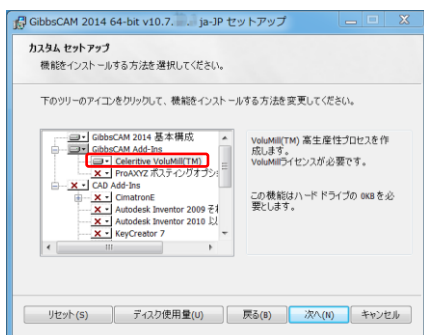 GibbsCAM 2014 64-bit v10.7. ja-JP セットアップ
カスタム セットアップ
機能をインストールする方法を選択してください。
下のツリーのアイコンをクリックして、機能をインストールする方法を変更してください。
GibbsCAM 2014 基本構成
GibbsCAM Add-Ins
Celeritive VoluMill(TM)
ProAXYZ ポスティングオプシ
CAD Add-Ins
CimatronE
Autodesk Inventor 2009 そ
Autodesk Inventor 2010 以
KeyCreator 7
VoluMill(TM) 高生産性プロセスを作
成します。
VoluMillライセンスが必要です。
この機能はハード ドライブの 0KB を必
要とします。
リセット(S)
ディスク使用量(U)
戻る(B)
次へ(N)
キャンセル